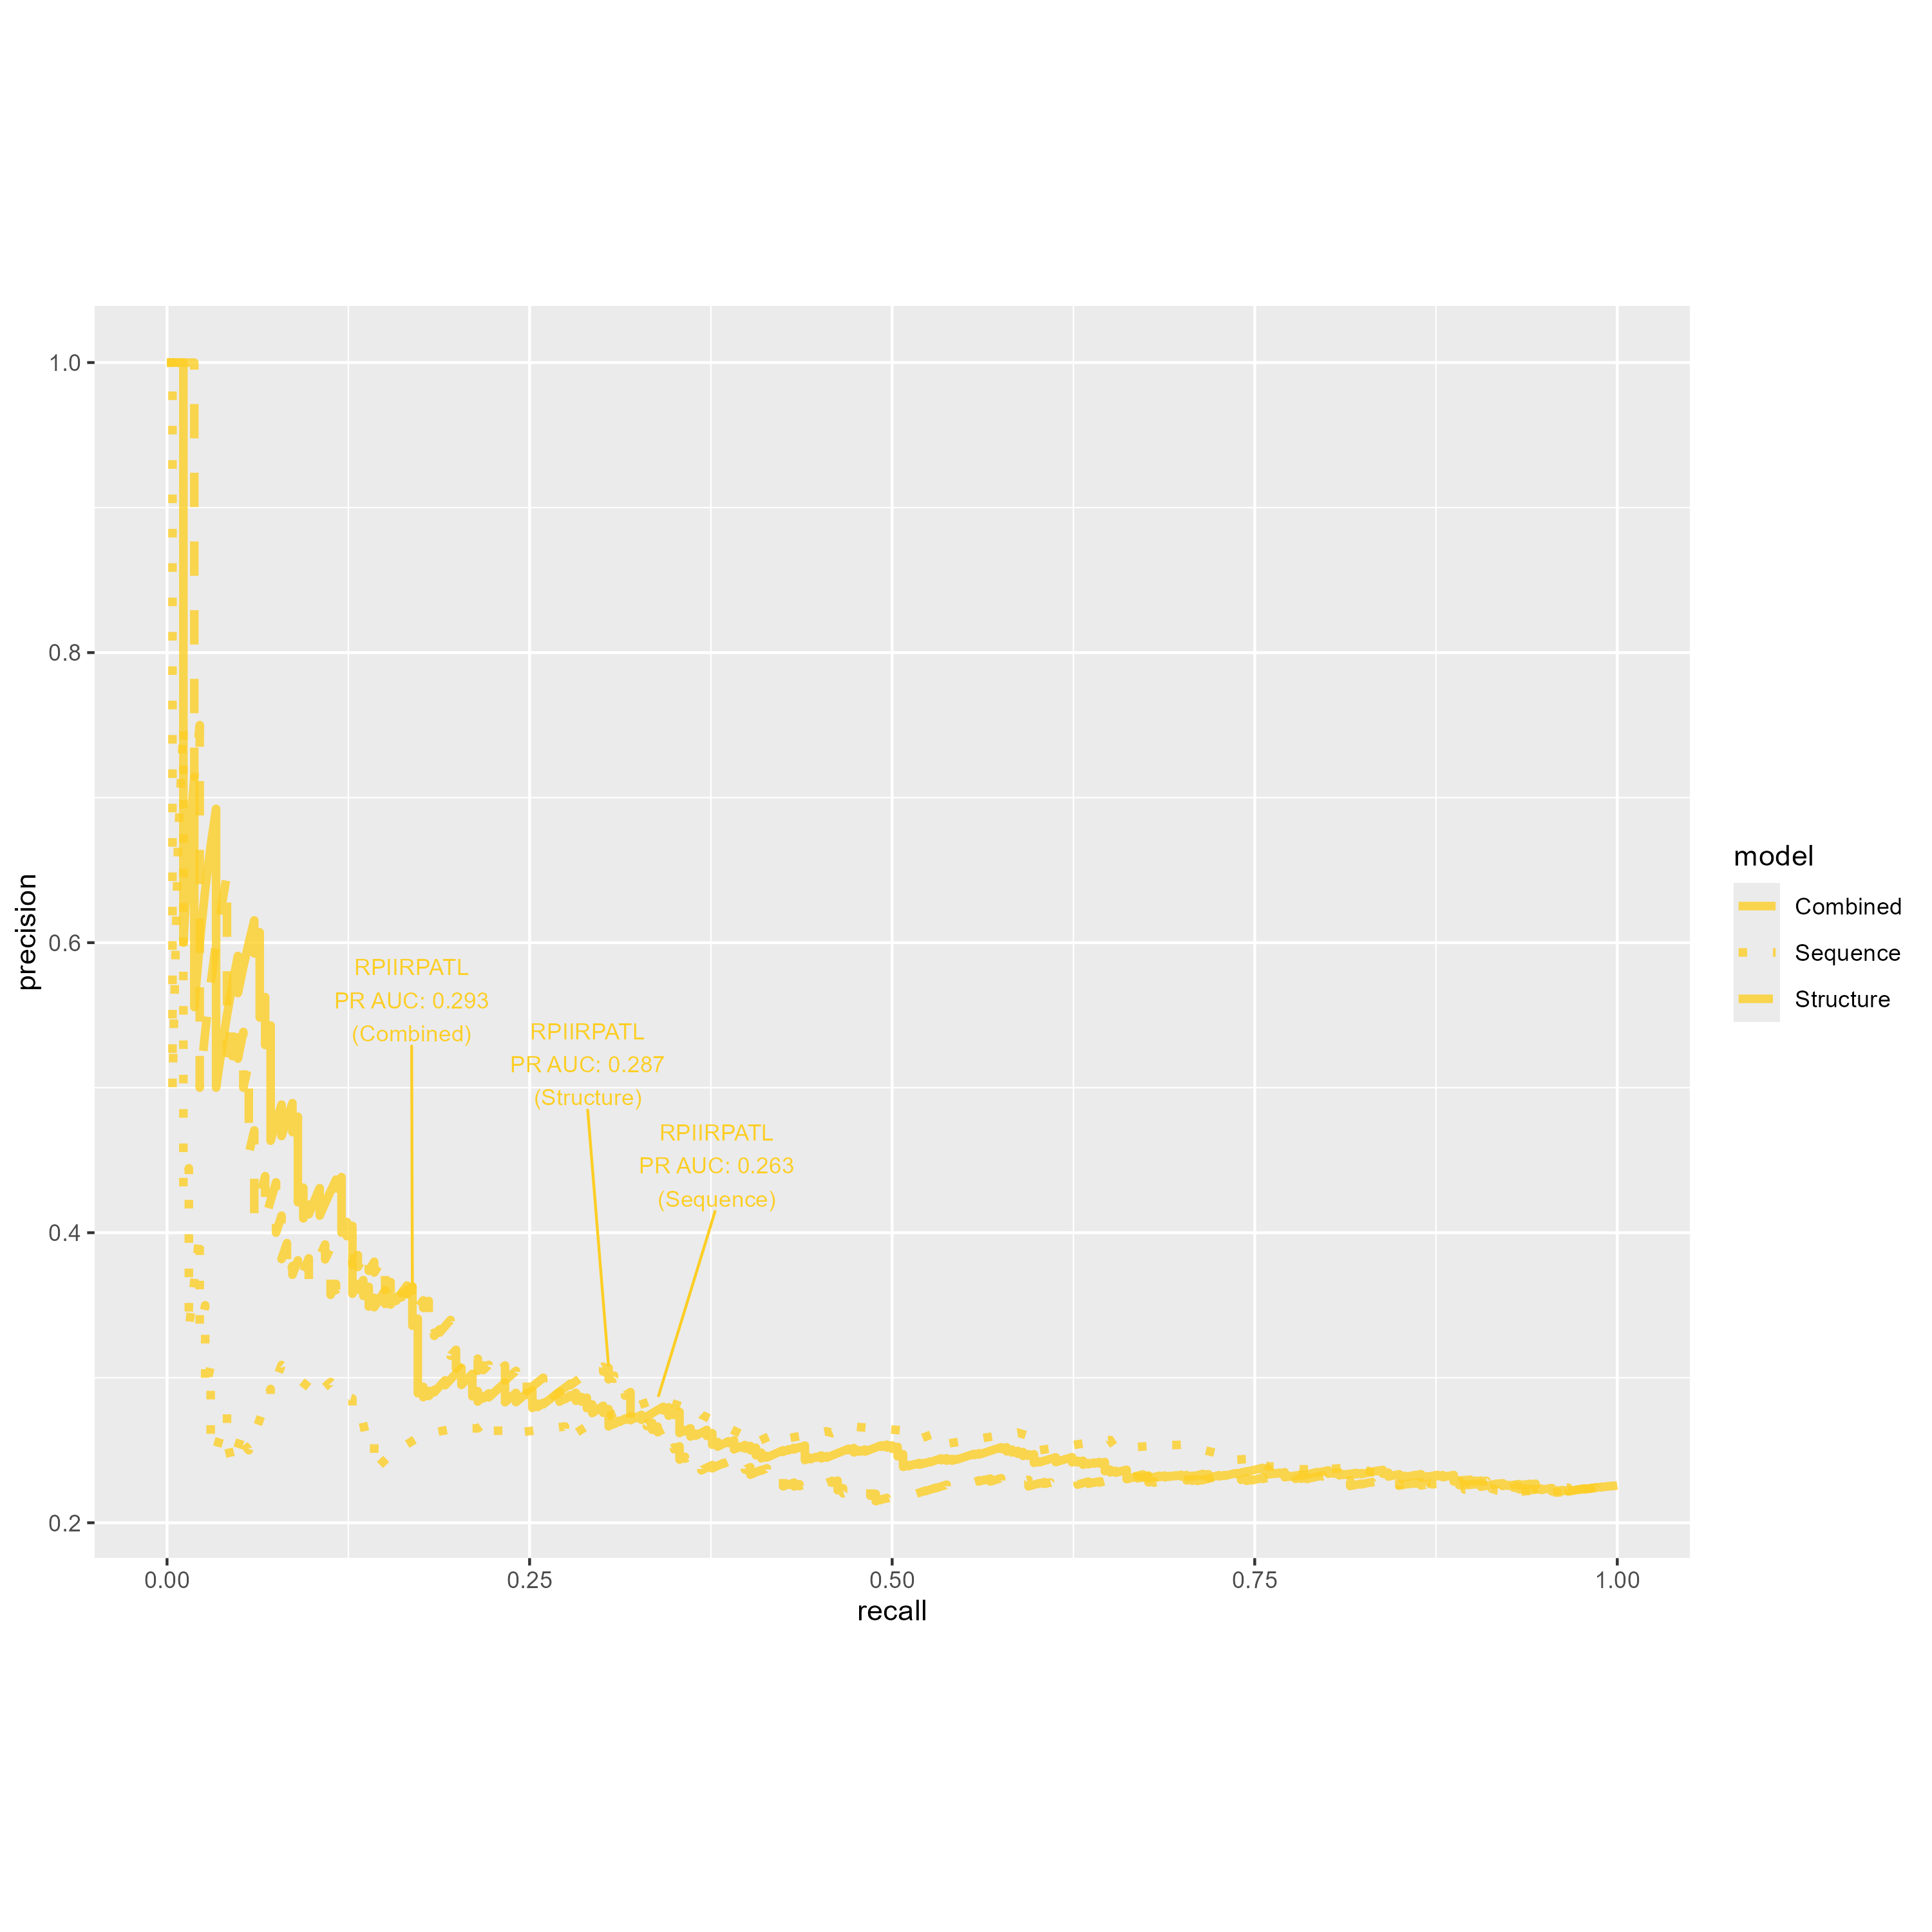 1.0
0.8
0.6
0.4
0.2
precision
RPIIRPATL
PR AUC: 0.293
(Combined)
RPIIRPATL
PR AUC: 0.287
(Structure)
RPIIRPATL
PR AUC: 0.263
(Sequence)
0.00
0.25
0.50
0.75
1.00
recall
model
Combined
Sequence
Structure